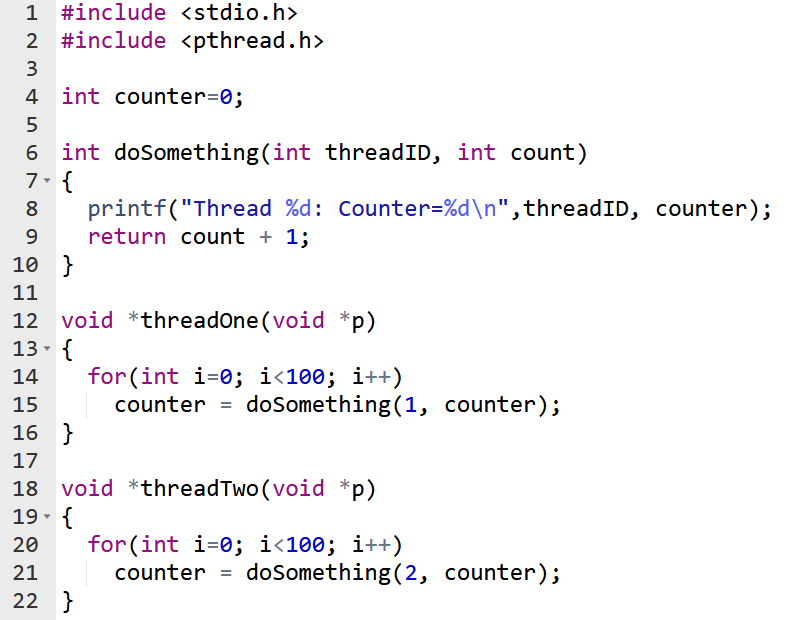 1 #include <stdio.h>
2 #include <pthread.h>
3
4 int counter=0;
5
6 int doSomething(int threadID, int count)
7 {
8   printf("Thread %d: Counter=%d\n",threadID, counter);
9   return count + 1;
10 }
11
12 void *threadOne(void *p)
13 {
14   for(int i=0; i<100; i++)
15     counter = doSomething(1, counter);
16 }
17
18 void *threadTwo(void *p)
19 {
20   for(int i=0; i<100; i++)
21     counter = doSomething(2, counter);
22 }